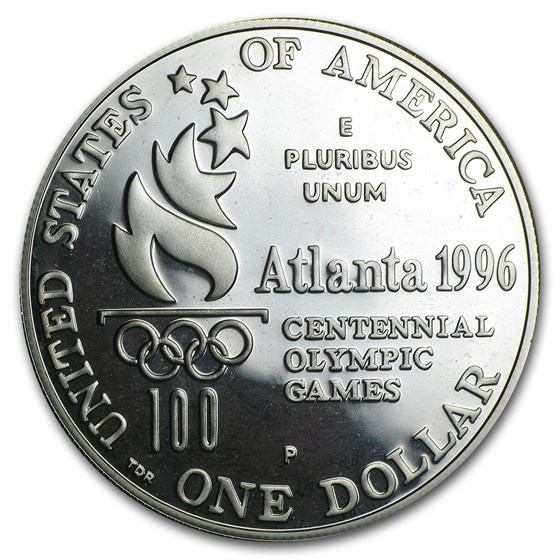 UNITED STATES OF AMERICA
E
PLURIBUS
UNUM
Atlanta 1996
CENTENNIAL
OLYMPIC
GAMES
100
P
TDR
ONE DOLLAR